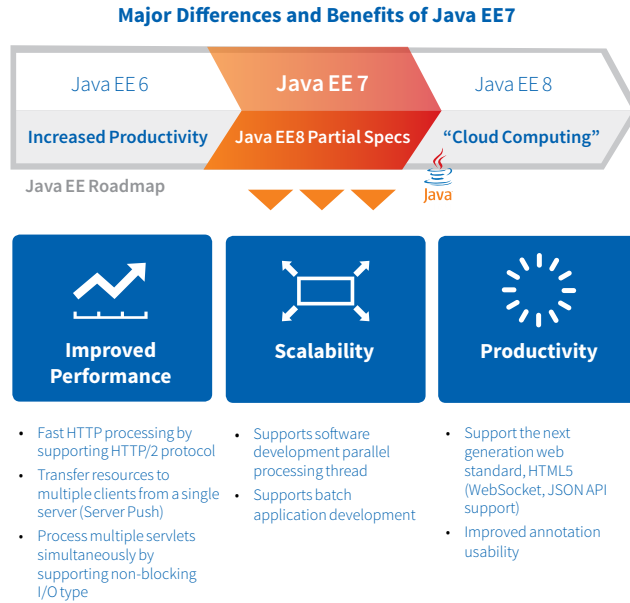 Major Differences and Benefits of Java EE7
Java EE 6
Java EE 7
Java EE 8
Increased Productivity
Java EE8 Partial Specs
“Cloud Computing”
Java EE Roadmap
Java
Improved
Performance
Scalability
Productivity
• Fast HTTP processing by
supporting HTTP/2 protocol
• Transfer resources to
multiple clients from a single
server (Server Push)
• Process multiple servlets
simultaneously by
supporting non-blocking
I/O type
• Supports software
development parallel
processing thread
• Supports batch
application development
• Support the next
generation web
standard, HTML5
(WebSocket, JSON API
support)
• Improved annotation
usability